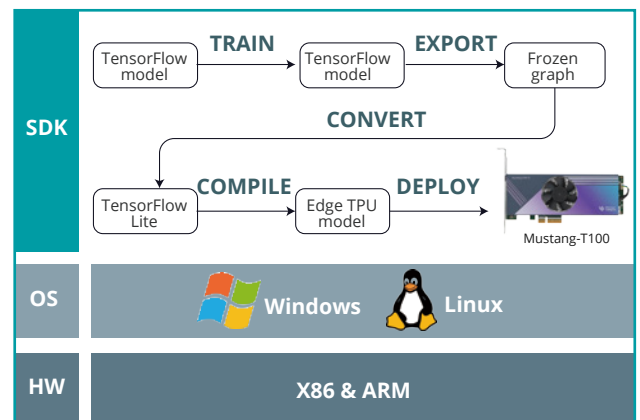 SDK
TensorFlow
model
TRAIN
TensorFlow
model
EXPORT
Frozen
graph
CONVERT
TensorFlow
Lite
COMPILE
Edge TPU
model
DEPLOY
Mustang-T100
OS
Windows
Linux
HW
X86 & ARM